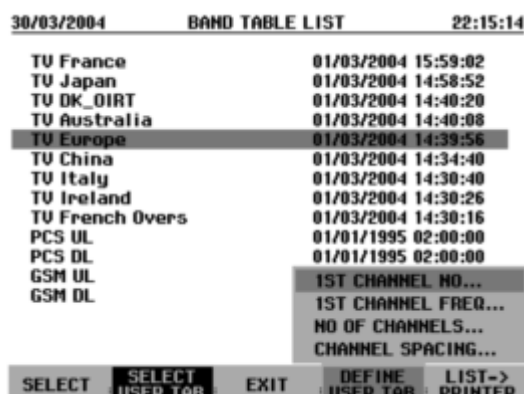 30/03/2004 BAND TABLE LIST 22:15:14
TV France 01/03/2004 15:59:02
TV Japan 01/03/2004 14:58:52
TV DK_OIRT 01/03/2004 14:40:20
TV Australia 01/03/2004 14:40:08
TV Europe 01/03/2004 14:39:56
TV China 01/03/2004 14:34:40
TV Italy 01/03/2004 14:30:40
TV Ireland 01/03/2004 14:30:26
TV French Overs 01/03/2004 14:30:16
PCS UL 01/01/1995 02:00:00
PCS DL 01/01/1995 02:00:00
GSM UL
GSM DL
1ST CHANNEL NO...
1ST CHANNEL FREQ...
NO OF CHANNELS...
CHANNEL SPACING...
SELECT SELECT EXIT DEFINE LIST->
USER TAB USER TAB PRINTER